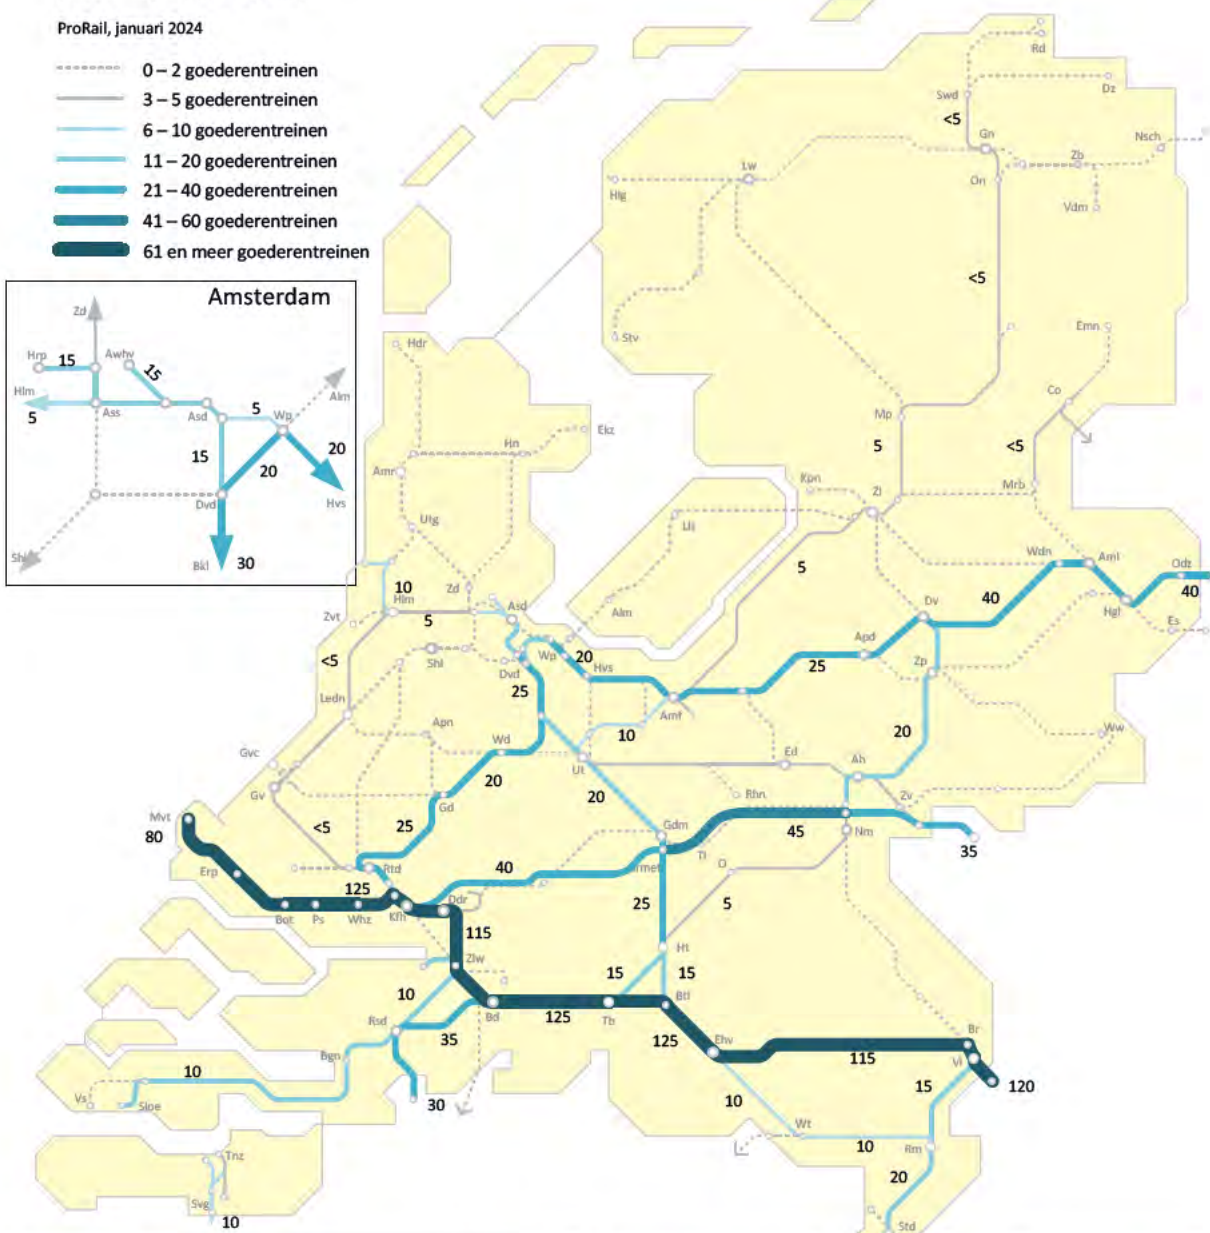 ProRail, januari 2024
0 – 2 goederentreinen
3 – 5 goederentreinen
6 – 10 goederentreinen
11 – 20 goederentreinen
21 – 40 goederentreinen
41 – 60 goederentreinen
61 en meer goederentreinen
Amsterdam
Zd
Hrp
15
Awhv
15
Hlm
5
Ass
Asd
5
Wp
Alm
15
20
20
Dvd
Hvs
Shl
Bkl
30
Rd
Swd
Dz
<5
Gn
Nsch
Zb
Lw
Hlg
On
Vdm
<5
Stv
Emn
Hdr
Co
Mp
Ekz
Hn
5
<5
Amr
Kpn
Mrb
Zl
Utg
Llj
Wdn
Aml
Odz
5
Zd
10
40
40
Hlm
Asd
Alm
Dv
Hgl
Zvt
5
Es
Shl
Wp
20
Apd
<5
Dvd
Hvs
25
Zp
25
Ledn
Apn
Amf
20
Ww
Gvc
Wd
10
Ut
Ed
Ah
Gv
20
20
Rhn
Zv
Gd
Mvt
<5
25
Gdm
45
80
Tl
Nm
35
Erp
Rtd
40
O
125
Bot
Ps
Whz
Kfh
Ddr
25
5
115
Zlw
Ht
15
15
10
Btl
Rsd
Bd
125
Tb
35
125
Ehv
Br
Bgn
115
Vl
10
15
120
Vs
Sloe
30
10
Wt
10
Rm
Tnz
20
Svg
10
Std